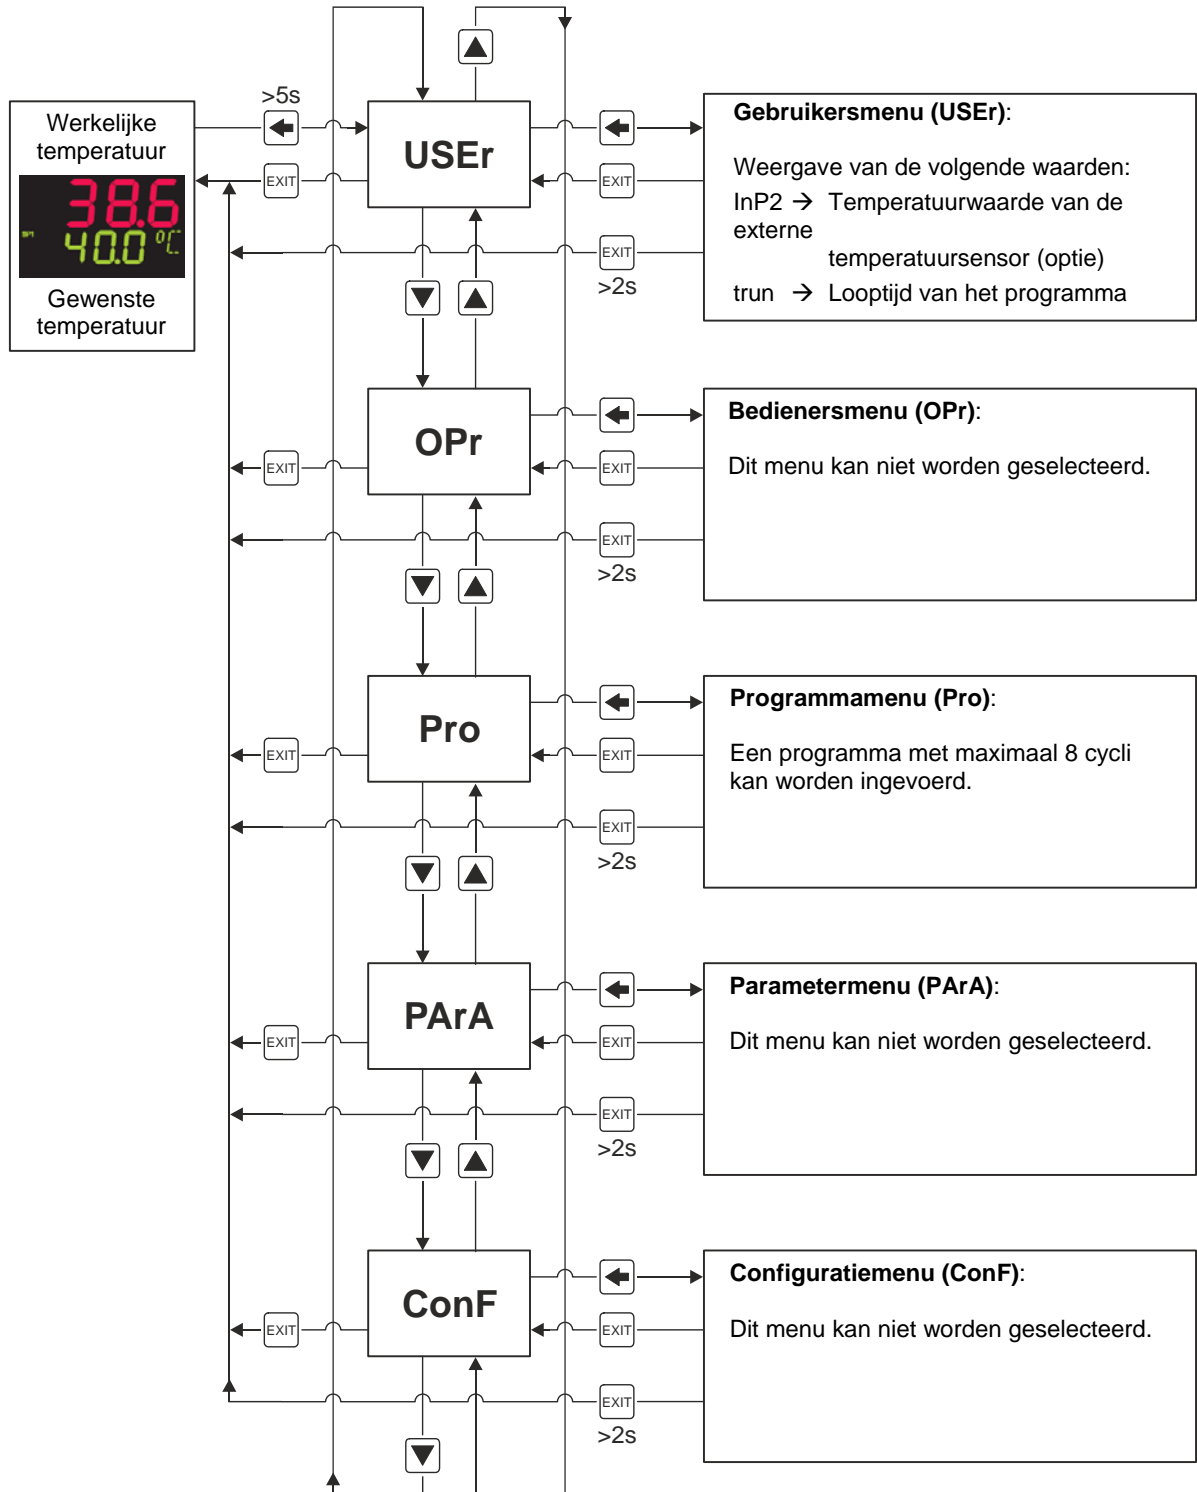 >5s
Werkelijke
temperatuur
38.6
SP1
40.0 °C
Gewenste
temperatuur
EXIT
USEr
EXIT
EXIT
>2s
Gebruikersmenu (USEr):
Weergave van de volgende waarden:
InP2 → Temperatuurwaarde van de
externe
temperatuursensor (optie)
trun → Looptijd van het programma
EXIT
OPr
EXIT
EXIT
>2s
Bedienersmenu (OPr):
Dit menu kan niet worden geselecteerd.
EXIT
Pro
EXIT
EXIT
>2s
Programmamenu (Pro):
Een programma met maximaal 8 cycli
kan worden ingevoerd.
EXIT
PArA
EXIT
EXIT
>2s
Parametermenu (PArA):
Dit menu kan niet worden geselecteerd.
EXIT
ConF
EXIT
EXIT
>2s
Configuratiemenu (ConF):
Dit menu kan niet worden geselecteerd.